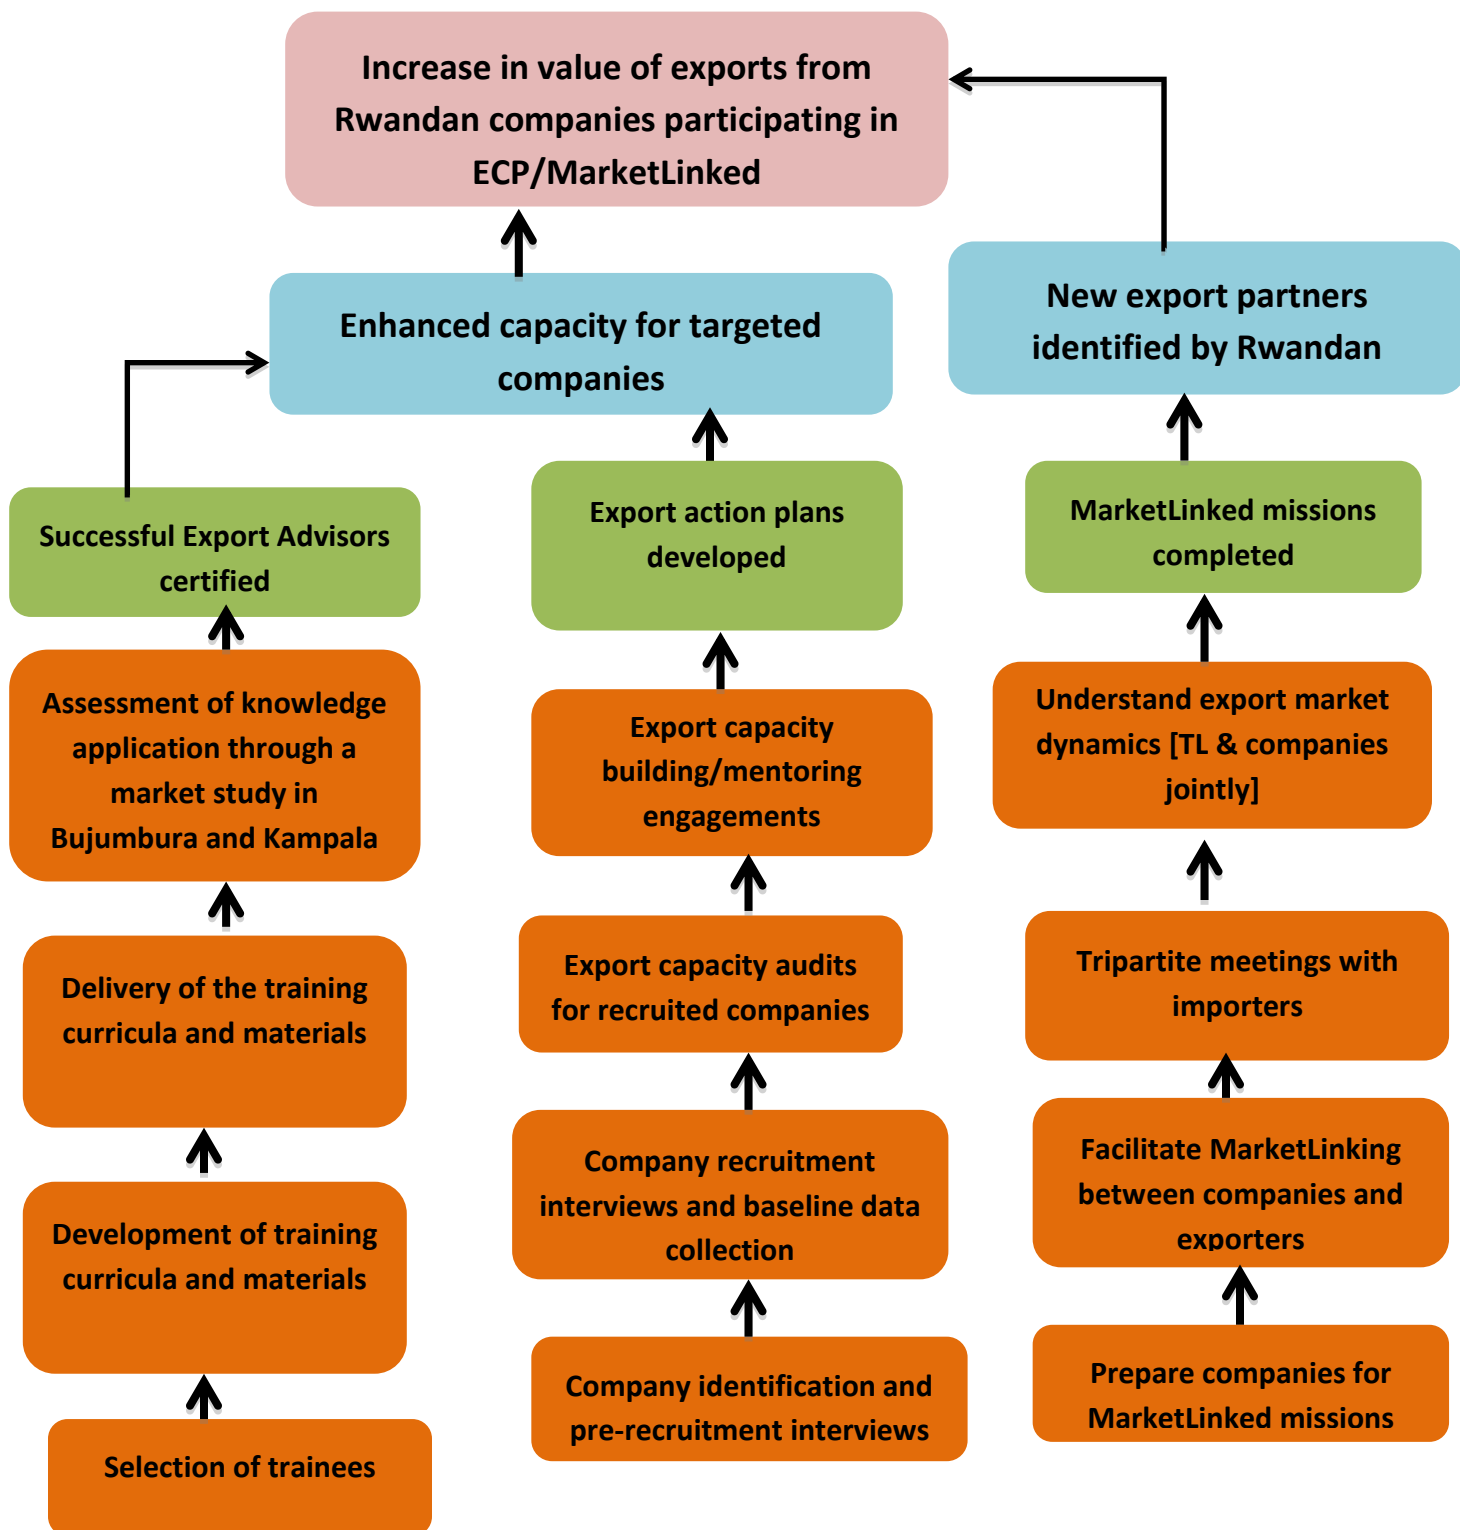 Increase in value of exports from
Rwandan companies participating in
ECP/MarketLinked
Enhanced capacity for targeted
companies
New export partners
identified by Rwandan
Successful Export Advisors
certified
Export action plans
developed
MarketLinked missions
completed
Assessment of knowledge
application through a
market study in
Bujumbura and Kampala
Export capacity
building/mentoring
engagements
Understand export market
dynamics [TL & companies
jointly]
Delivery of the training
curricula and materials
Export capacity audits
for recruited companies
Tripartite meetings with
importers
Development of training
curricula and materials
Company recruitment
interviews and baseline data
collection
Facilitate MarketLinking
between companies and
exporters
Selection of trainees
Company identification and
pre-recruitment interviews
Prepare companies for
MarketLinked missions